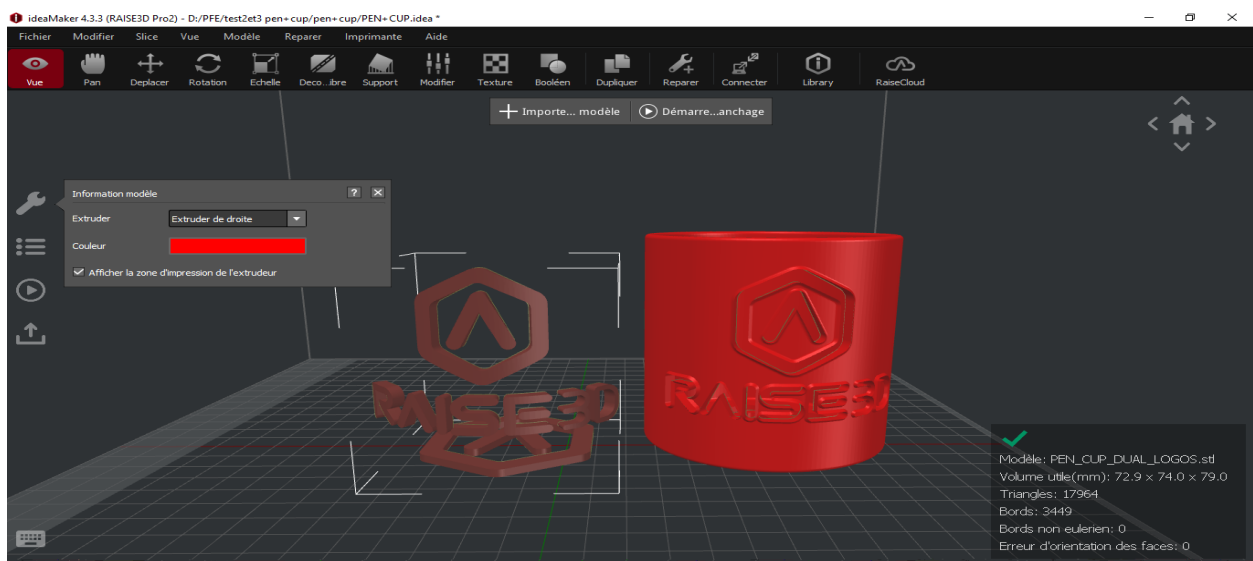 ideaMaker 4.3.3 (RAISE3D Pro2) - D:/PFE/test2et3 pen+cup/pen+cup/PEN+CUP.idea *
Fichier Modifier Slice Vue Modèle Reparer Imprimante Aide
Vue Pan Deplacer Rotation Echelle Deco...ibre Support Modifier Texture Booléen Dupliquer Reparer Connecter Library RaiseCloud
Importe... modèle Démarre...anchage
Information modèle ? X
Extruder Extruder de droite
Couleur
Afficher la zone d'impression de l'extrudeur
RAISE3D
RAISE3D
Modèle: PEN_CUP_DUAL_LOGOS.stl
Volume utile(mm): 72.9 x 74.0 x 79.0
Triangles: 17964
Bords: 3449
Bords non eulerien: 0
Erreur d'orientation des faces: 0